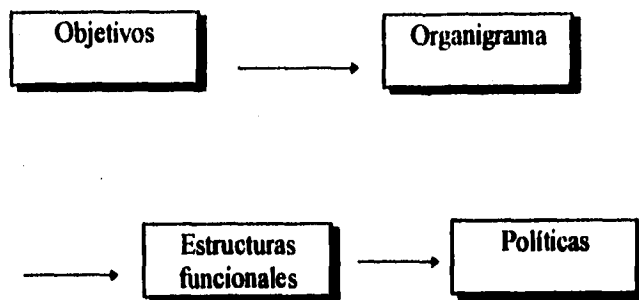 Objetivos
Organigrama
Estructuras
funcionales
Políticas